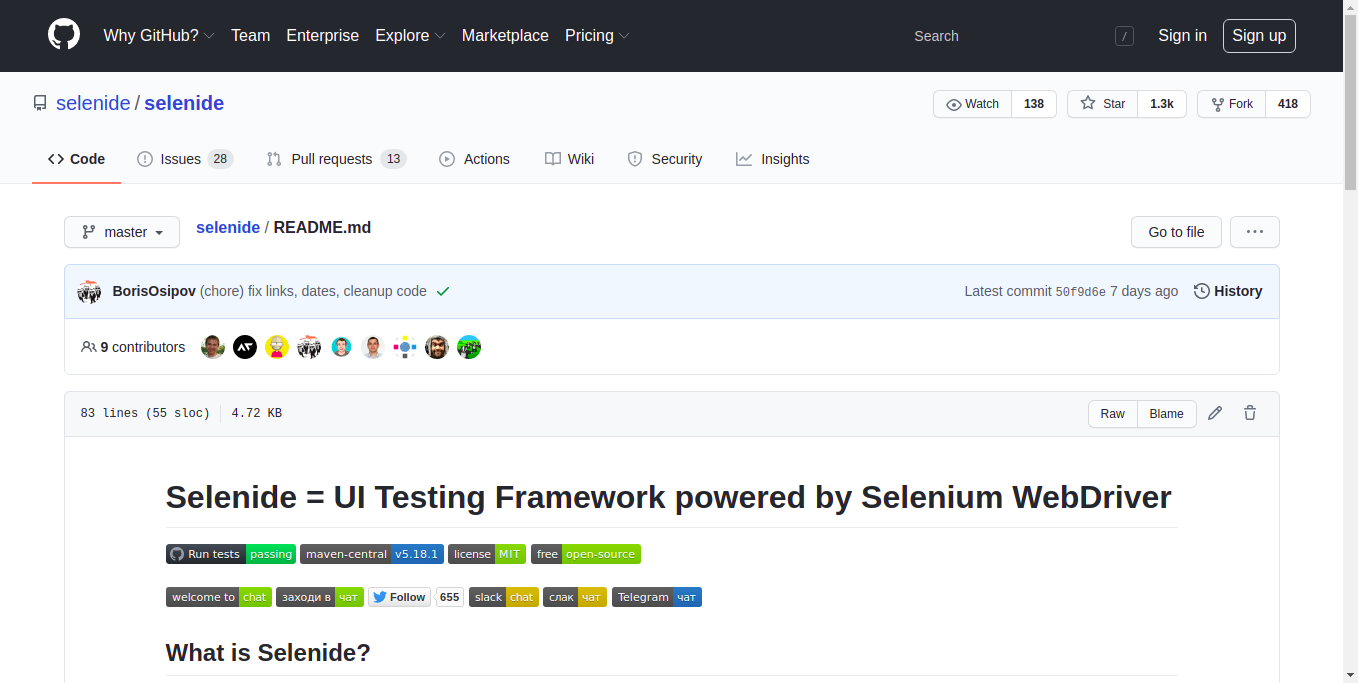 Why GitHub? Team Enterprise Explore Marketplace Pricing Search / Sign in Sign up
selenide / selenide Watch 138 Star 1.3k Fork 418
Code Issues 28 Pull requests 13 Actions Wiki Security Insights
master selenide / README.md Go to file ...
BorisOsipov (chore) fix links, dates, cleanup code Latest commit 50f9d6e 7 days ago History
9 contributors
83 lines (55 sloc) 4.72 KB Raw Blame
Selenide = UI Testing Framework powered by Selenium WebDriver
Run tests passing maven-central v5.18.1 license MIT free open-source
welcome to chat заходи в чат Follow 655 slack chat слак чат Telegram чат
What is Selenide?